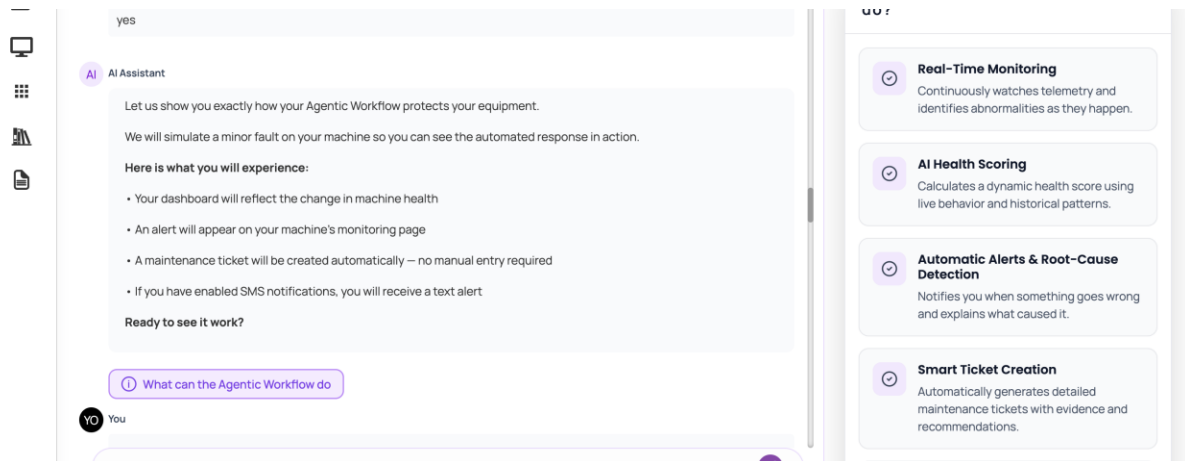 yes
AI
AI Assistant
Let us show you exactly how your Agentic Workflow protects your equipment.
We will simulate a minor fault on your machine so you can see the automated response in action.
Here is what you will experience:
• Your dashboard will reflect the change in machine health
• An alert will appear on your machine's monitoring page
• A maintenance ticket will be created automatically — no manual entry required
• If you have enabled SMS notifications, you will receive a text alert
Ready to see it work?
What can the Agentic Workflow do
YO
You
do?
Real-Time Monitoring
Continuously watches telemetry and
identifies abnormalities as they happen.
AI Health Scoring
Calculates a dynamic health score using
live behavior and historical patterns.
Automatic Alerts & Root-Cause
Detection
Notifies you when something goes wrong
and explains what caused it.
Smart Ticket Creation
Automatically generates detailed
maintenance tickets with evidence and
recommendations.